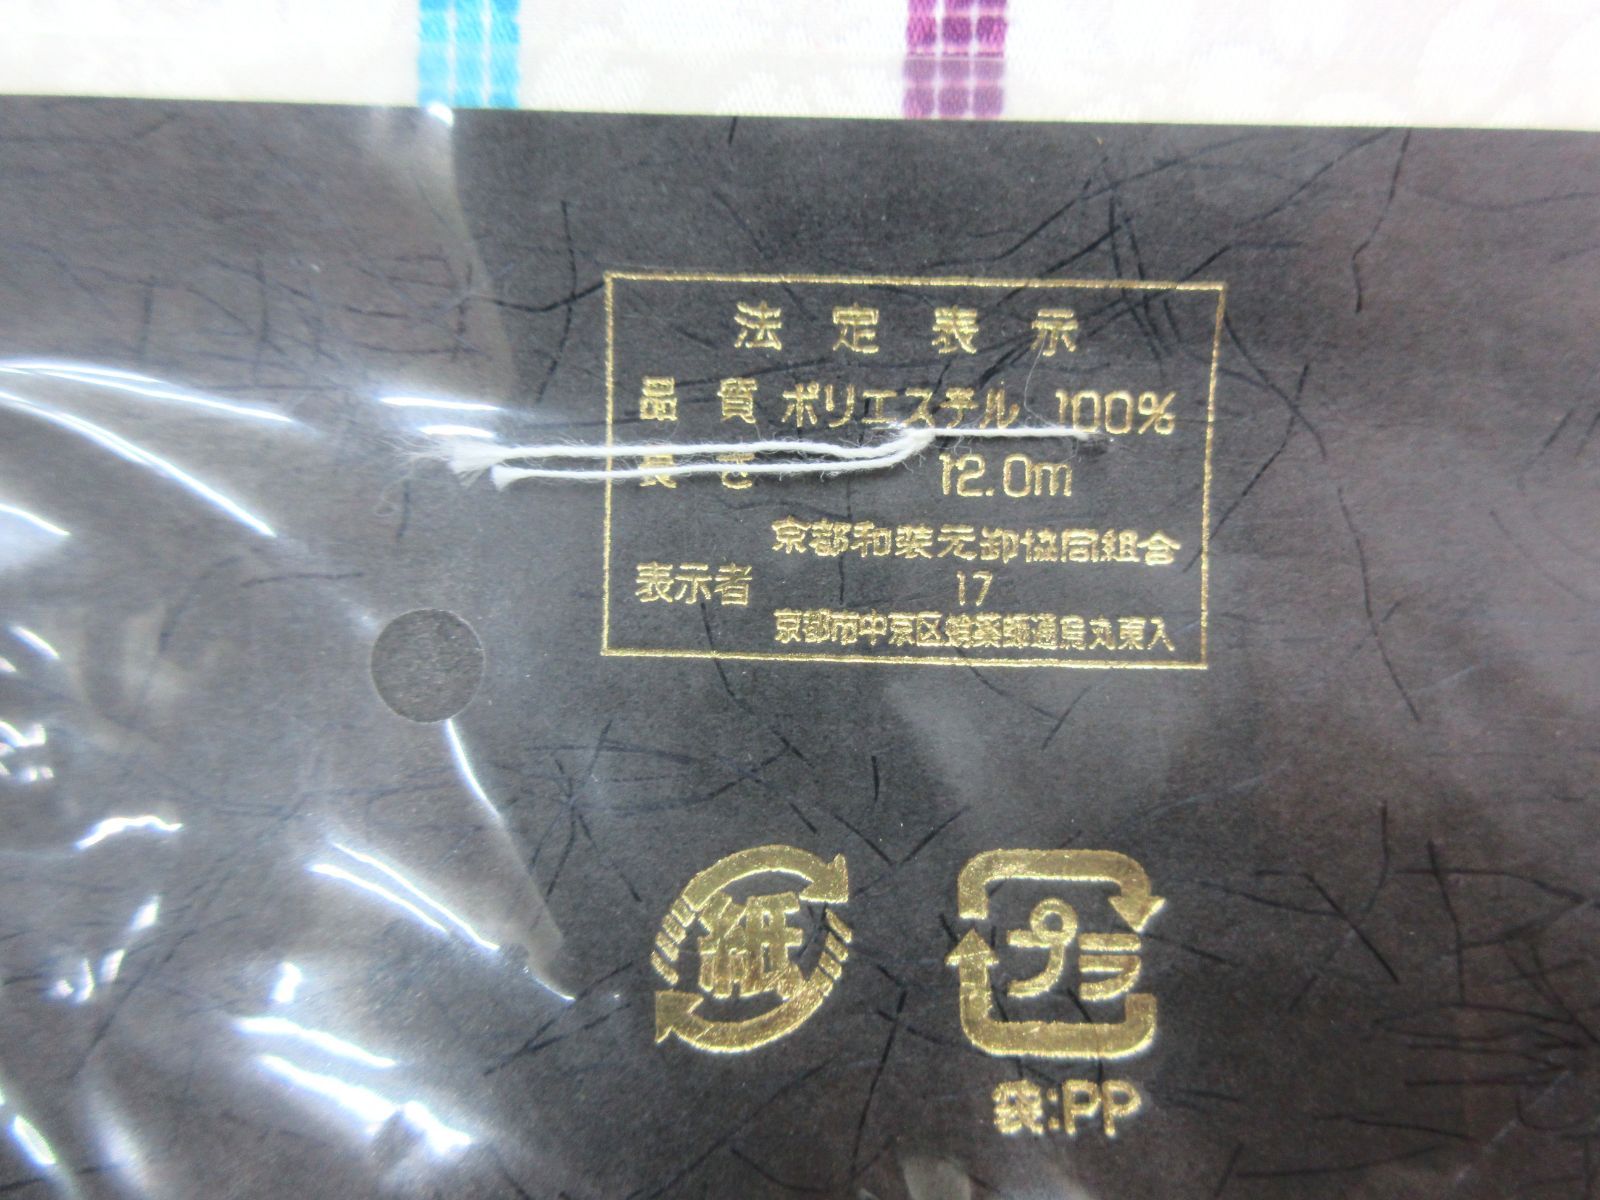 法定表示
品質 ポリエステル 100%
長さ 12.0m
京都和装元卸協同組合
表示者 17
京都市中京区蛸薬師通烏丸東入
紙
プラ
袋:PP